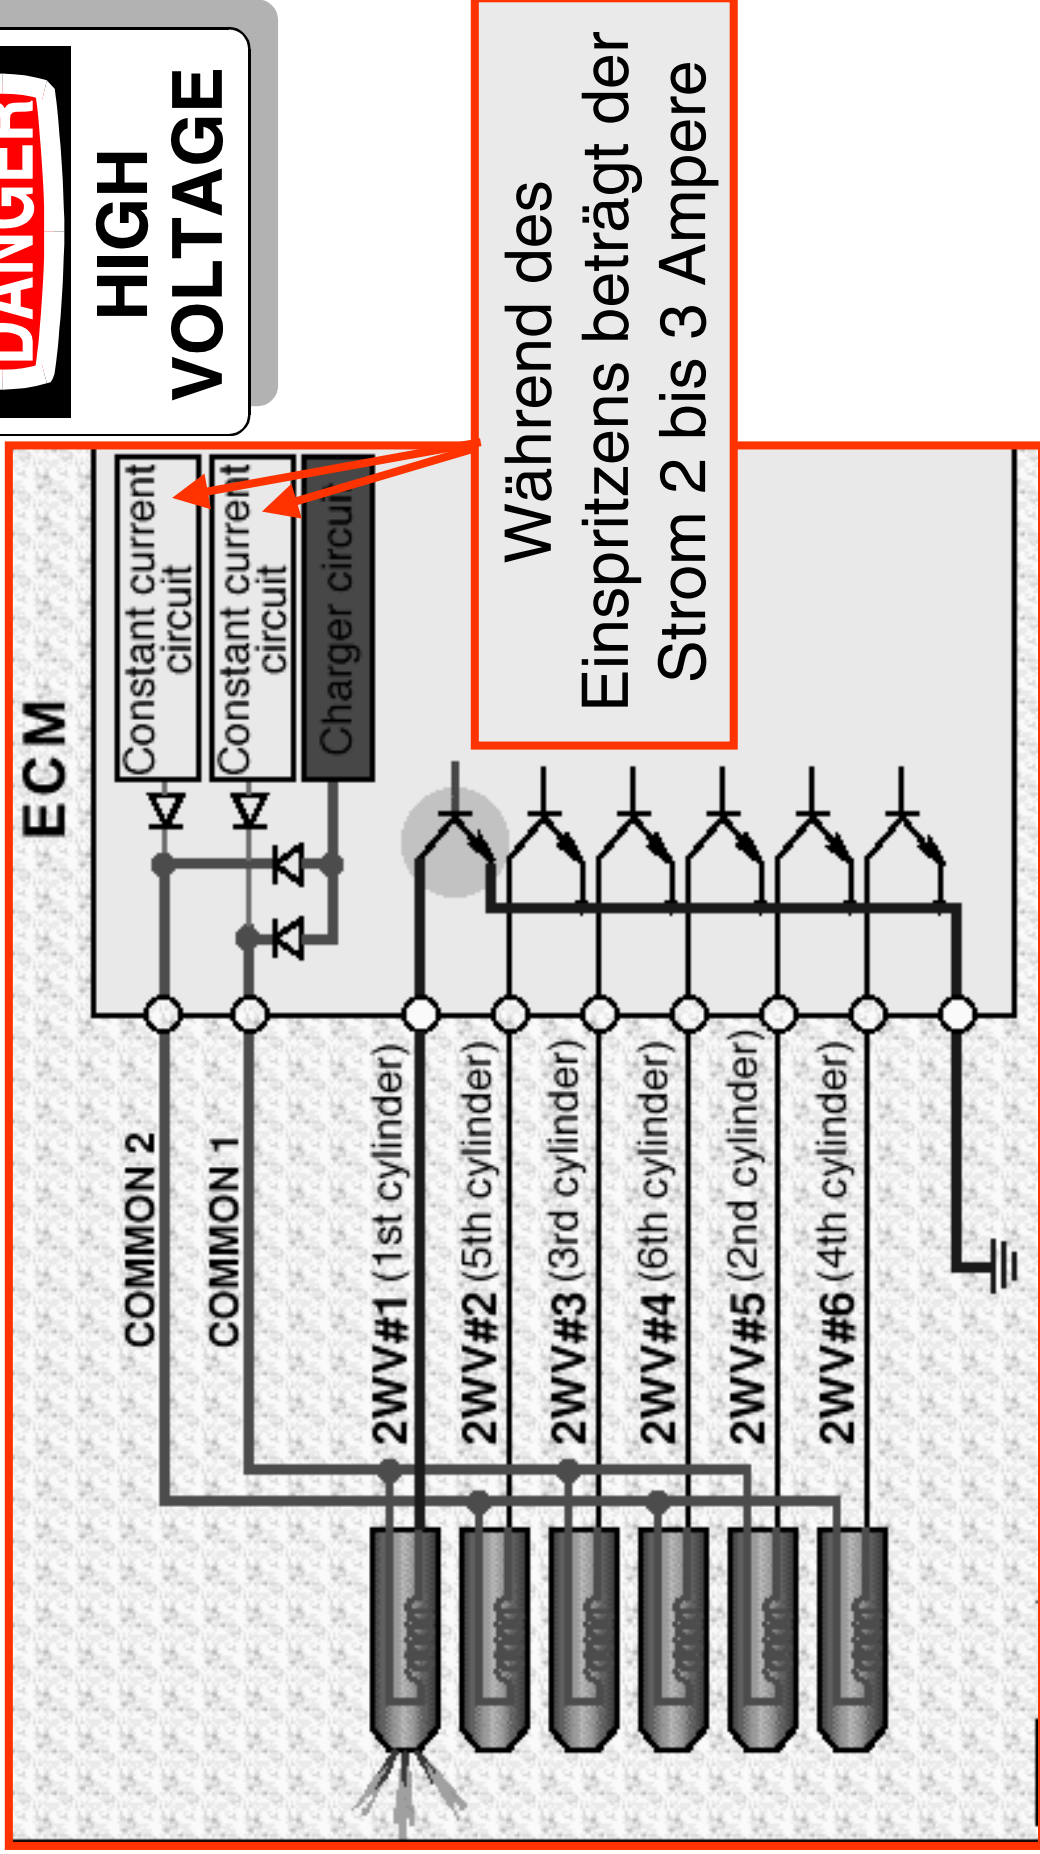 DANGER
HIGH
VOLTAGE
ECM
Constant current
circuit
Constant current
circuit
Charger circuit
Während des
Einspritzens beträgt der
Strom 2 bis 3 Ampere
COMMON 2
COMMON 1
2WV#1 (1st cylinder)
2WV#2 (5th cylinder)
2WV#3 (3rd cylinder)
2WV#4 (6th cylinder)
2WV#5 (2nd cylinder)
2WV#6 (4th cylinder)